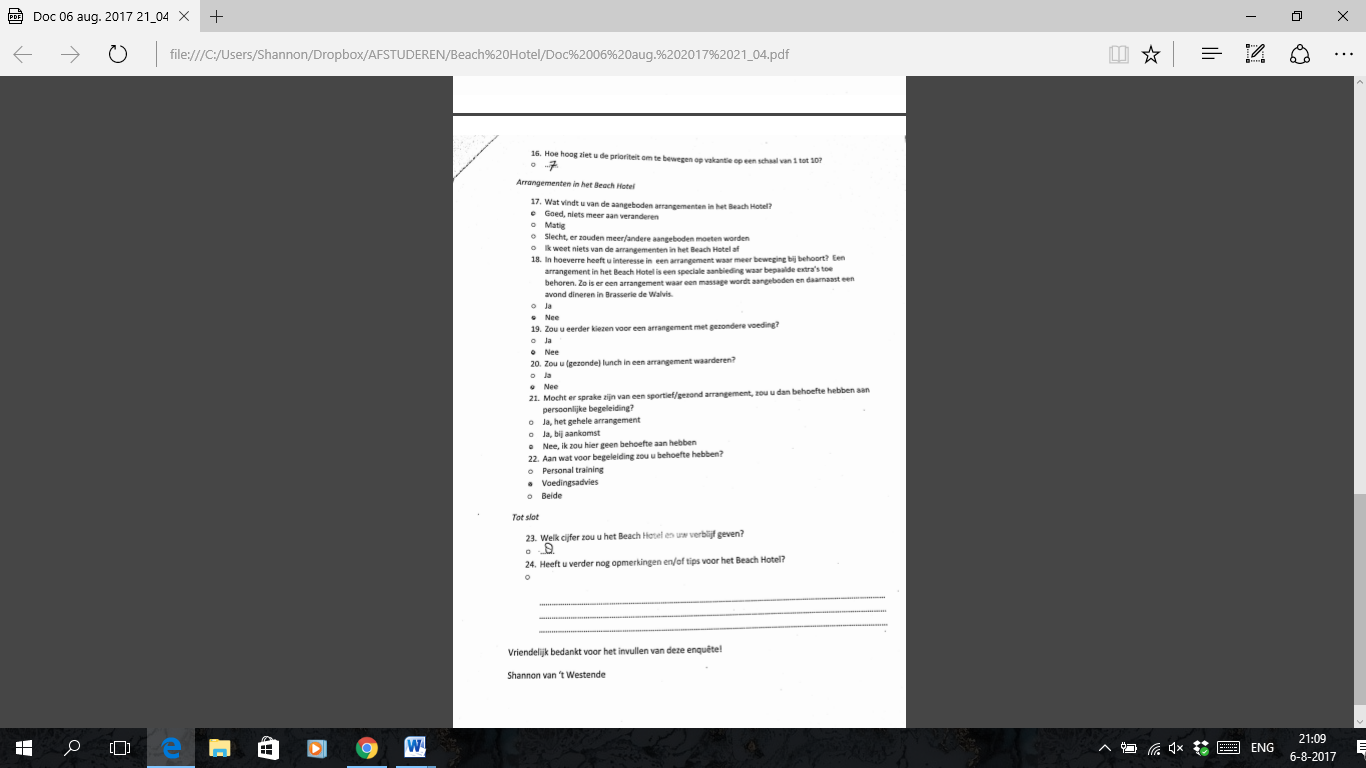 Doc 06 aug. 2017 21_04.
file:///C:/Users/Shannon/Dropbox/AFSTUDEREN/Beach%20Hotel/Doc%2006%20aug.%202017%2021_04.pdf
16. Hoe hoog ziet u de prioriteit om te bewegen op vakantie op een schaal van 1 tot 10?
o ..7..
Arrangementen in het Beach Hotel
17. Wat vindt u van de aangeboden arrangementen in het Beach Hotel?
● Goed, niets meer aan veranderen
o Matig
o Slecht, er zouden meer/andere aangeboden moeten worden
o Ik weet niets van de arrangementen in het Beach Hotel af
18. In hoeverre heeft u interesse in een arrangement waar meer beweging bij behoort? Een
arrangement in het Beach Hotel is een speciale aanbieding waar bepaalde extra's toe
behoren. Zo is er een arrangement waar een massage wordt aangeboden en daarnaast een
avond dineren in Brasserie de Walvis.
o Ja
● Nee
19. Zou u eerder kiezen voor een arrangement met gezondere voeding?
o Ja
● Nee
20. Zou u (gezonde) lunch in een arrangement waarderen?
o Ja
● Nee
21. Mocht er sprake zijn van een sportief/gezond arrangement, zou u dan behoefte hebben aan
persoonlijke begeleiding?
o Ja, het gehele arrangement
o Ja, bij aankomst
● Nee, ik zou hier geen behoefte aan hebben
22. Aan wat voor begeleiding zou u behoefte hebben?
o Personal training
● Voedingsadvies
o Beide
Tot slot
23. Welk cijfer zou u het Beach Hotel en uw verblijf geven?
o ..8..
24. Heeft u verder nog opmerkingen en/of tips voor het Beach Hotel?
o
Vriendelijk bedankt voor het invullen van deze enquête!
Shannon van 't Westende
ENG
21:09
6-8-2017